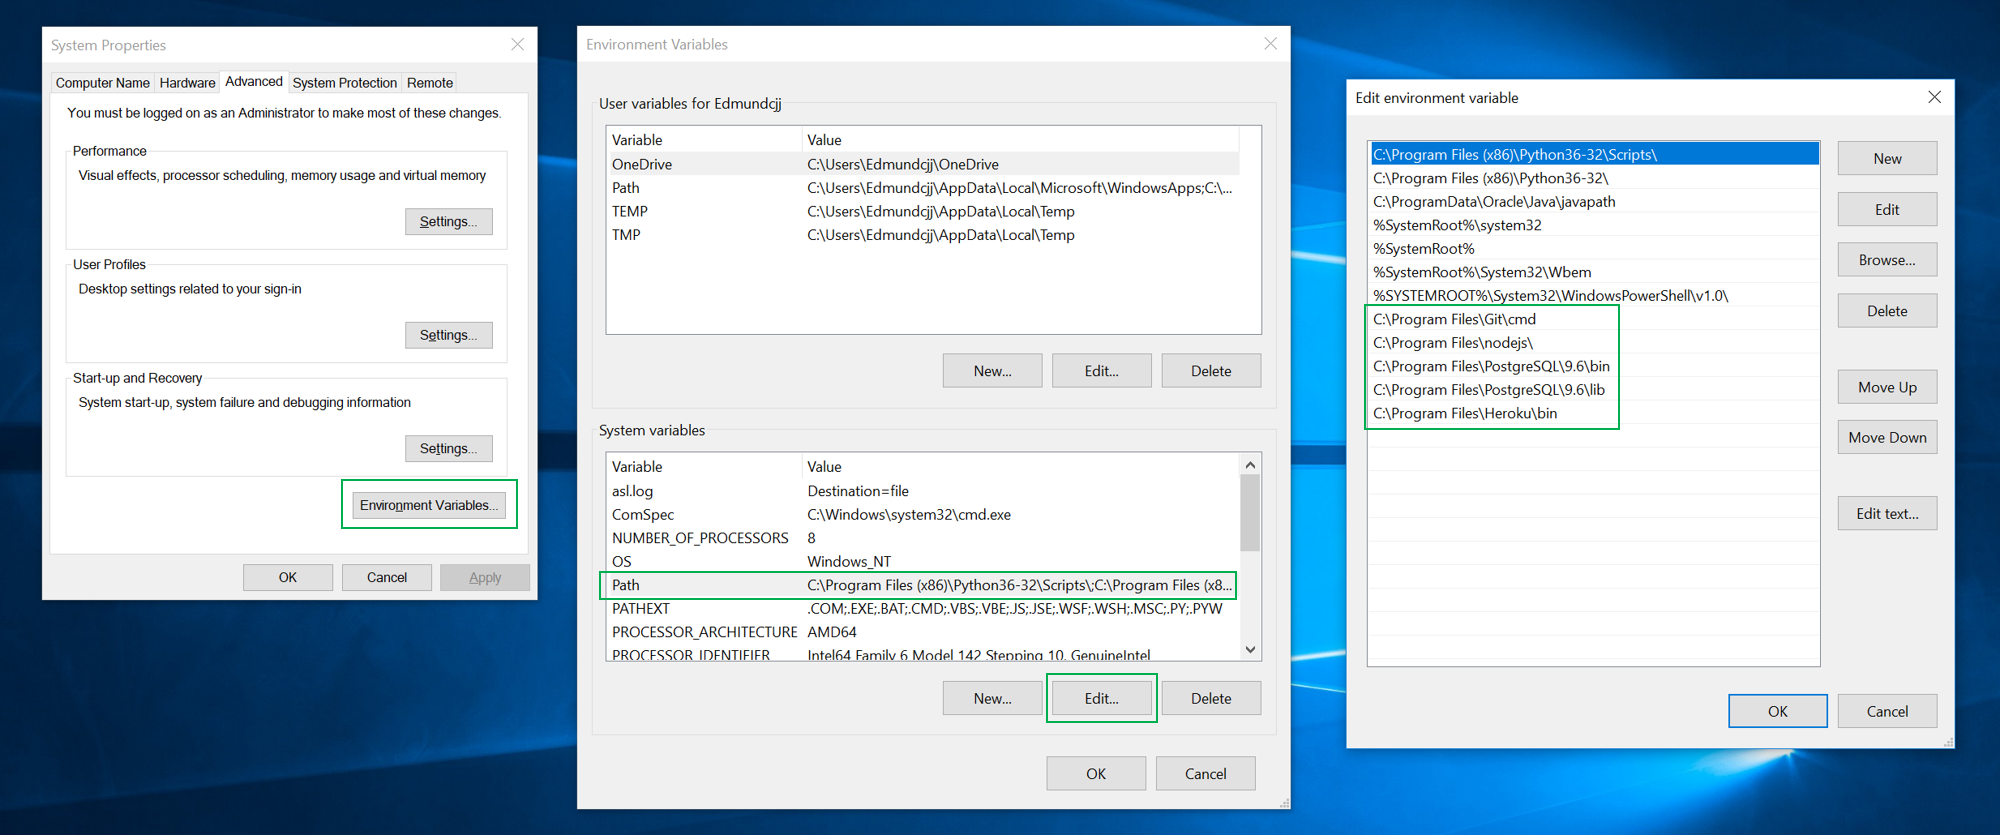 System Properties
Computer Name Hardware Advanced System Protection Remote
You must be logged on as an Administrator to make most of these changes.
Performance
Visual effects, processor scheduling, memory usage and virtual memory
Settings...
User Profiles
Desktop settings related to your sign-in
Settings...
Start-up and Recovery
System start-up, system failure and debugging information
Settings...
Environment Variables...
OK Cancel Apply
Environment Variables
User variables for Edmundcjj
Variable Value
OneDrive C:\Users\Edmundcjj\OneDrive
Path C:\Users\Edmundcjj\AppData\Local\Microsoft\WindowsApps;C:\...
TEMP C:\Users\Edmundcjj\AppData\Local\Temp
TMP C:\Users\Edmundcjj\AppData\Local\Temp
New... Edit... Delete
System variables
Variable Value
asl.log Destination=file
ComSpec C:\Windows\system32\cmd.exe
NUMBER_OF_PROCESSORS 8
OS Windows_NT
Path C:\Program Files (x86)\Python36-32\Scripts\;C:\Program Files (x8...
PATHEXT .COM;.EXE;.BAT;.CMD;.VBS;.VBE;.JS;.JSE;.WSF;.WSH;.MSC;.PY;.PYW
PROCESSOR_ARCHITECTURE AMD64
PROCESSOR_IDENTIFIER Intel64 Family 6 Model 142 Stepping 10, GenuineIntel
New... Edit... Delete
OK Cancel
Edit environment variable
C:\Program Files (x86)\Python36-32\Scripts\
C:\Program Files (x86)\Python36-32\
C:\ProgramData\Oracle\Java\javapath
%SystemRoot%\system32
%SystemRoot%
%SystemRoot%\System32\Wbem
%SYSTEMROOT%\System32\WindowsPowerShell\v1.0\
C:\Program Files\Git\cmd
C:\Program Files\nodejs\
C:\Program Files\PostgreSQL\9.6\bin
C:\Program Files\PostgreSQL\9.6\lib
C:\Program Files\Heroku\bin
New
Edit
Browse...
Delete
Move Up
Move Down
Edit text...
OK Cancel